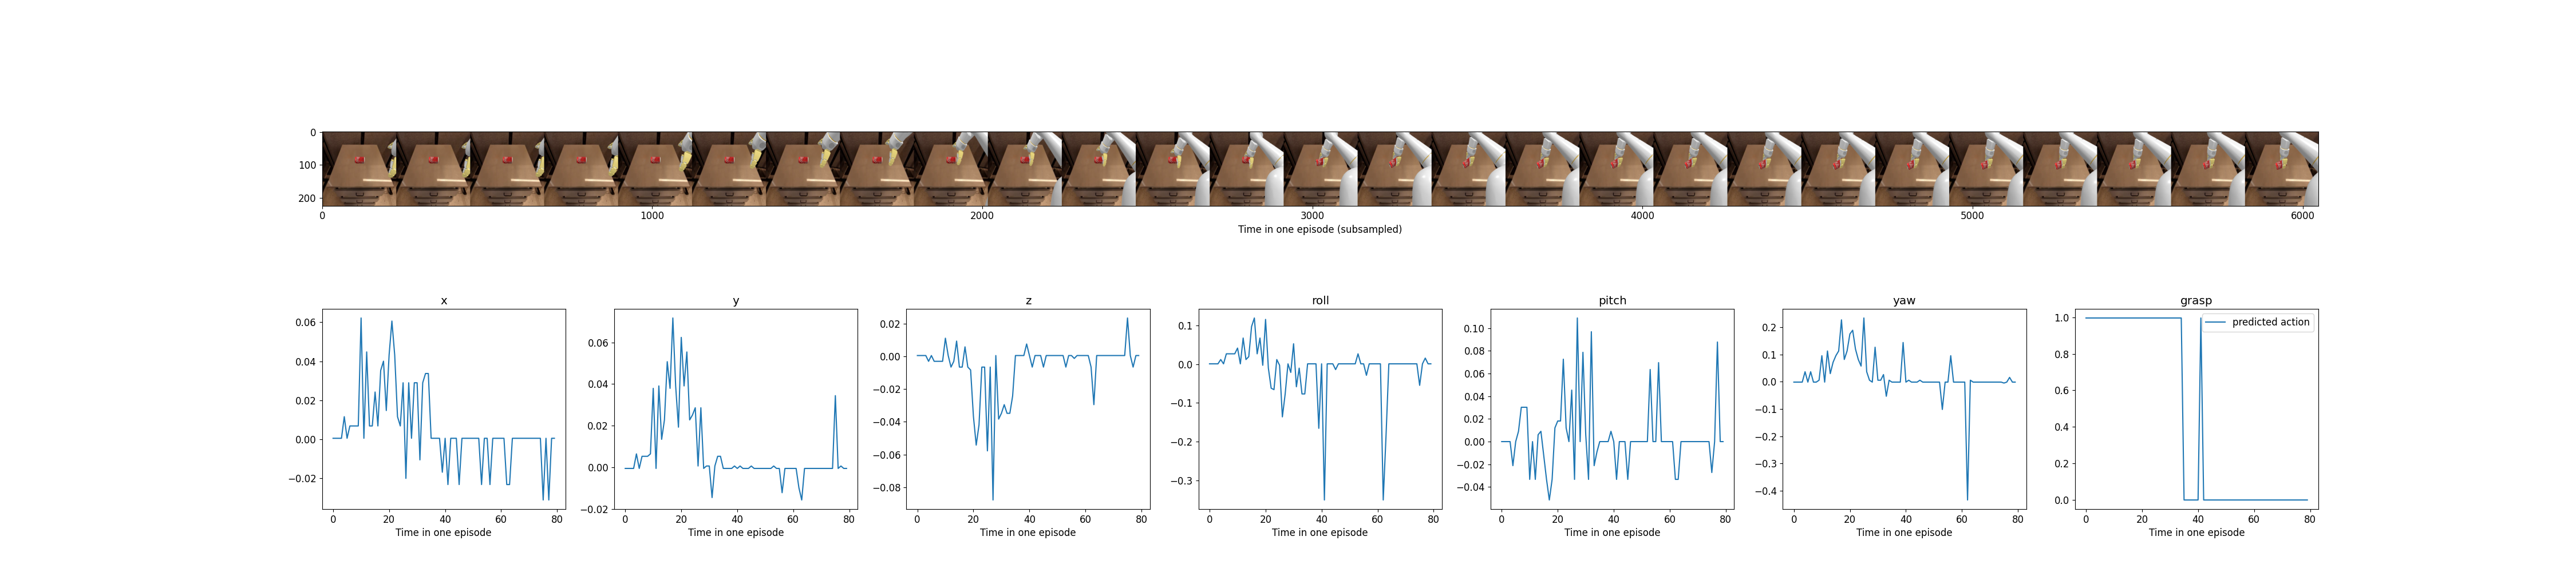 0
100
200
0 1000 2000 3000 4000 5000 6000
Time in one episode (subsampled)
x
0.06
0.04
0.02
0.00
−0.02
0 20 40 60 80
Time in one episode
y
0.06
0.04
0.02
0.00
−0.02
0 20 40 60 80
Time in one episode
z
0.02
0.00
−0.02
−0.04
−0.06
−0.08
0 20 40 60 80
Time in one episode
roll
0.1
0.0
−0.1
−0.2
−0.3
0 20 40 60 80
Time in one episode
pitch
0.10
0.08
0.06
0.04
0.02
0.00
−0.02
−0.04
0 20 40 60 80
Time in one episode
yaw
0.2
0.1
0.0
−0.1
−0.2
−0.3
−0.4
0 20 40 60 80
Time in one episode
grasp
predicted action
1.0
0.8
0.6
0.4
0.2
0.0
0 20 40 60 80
Time in one episode